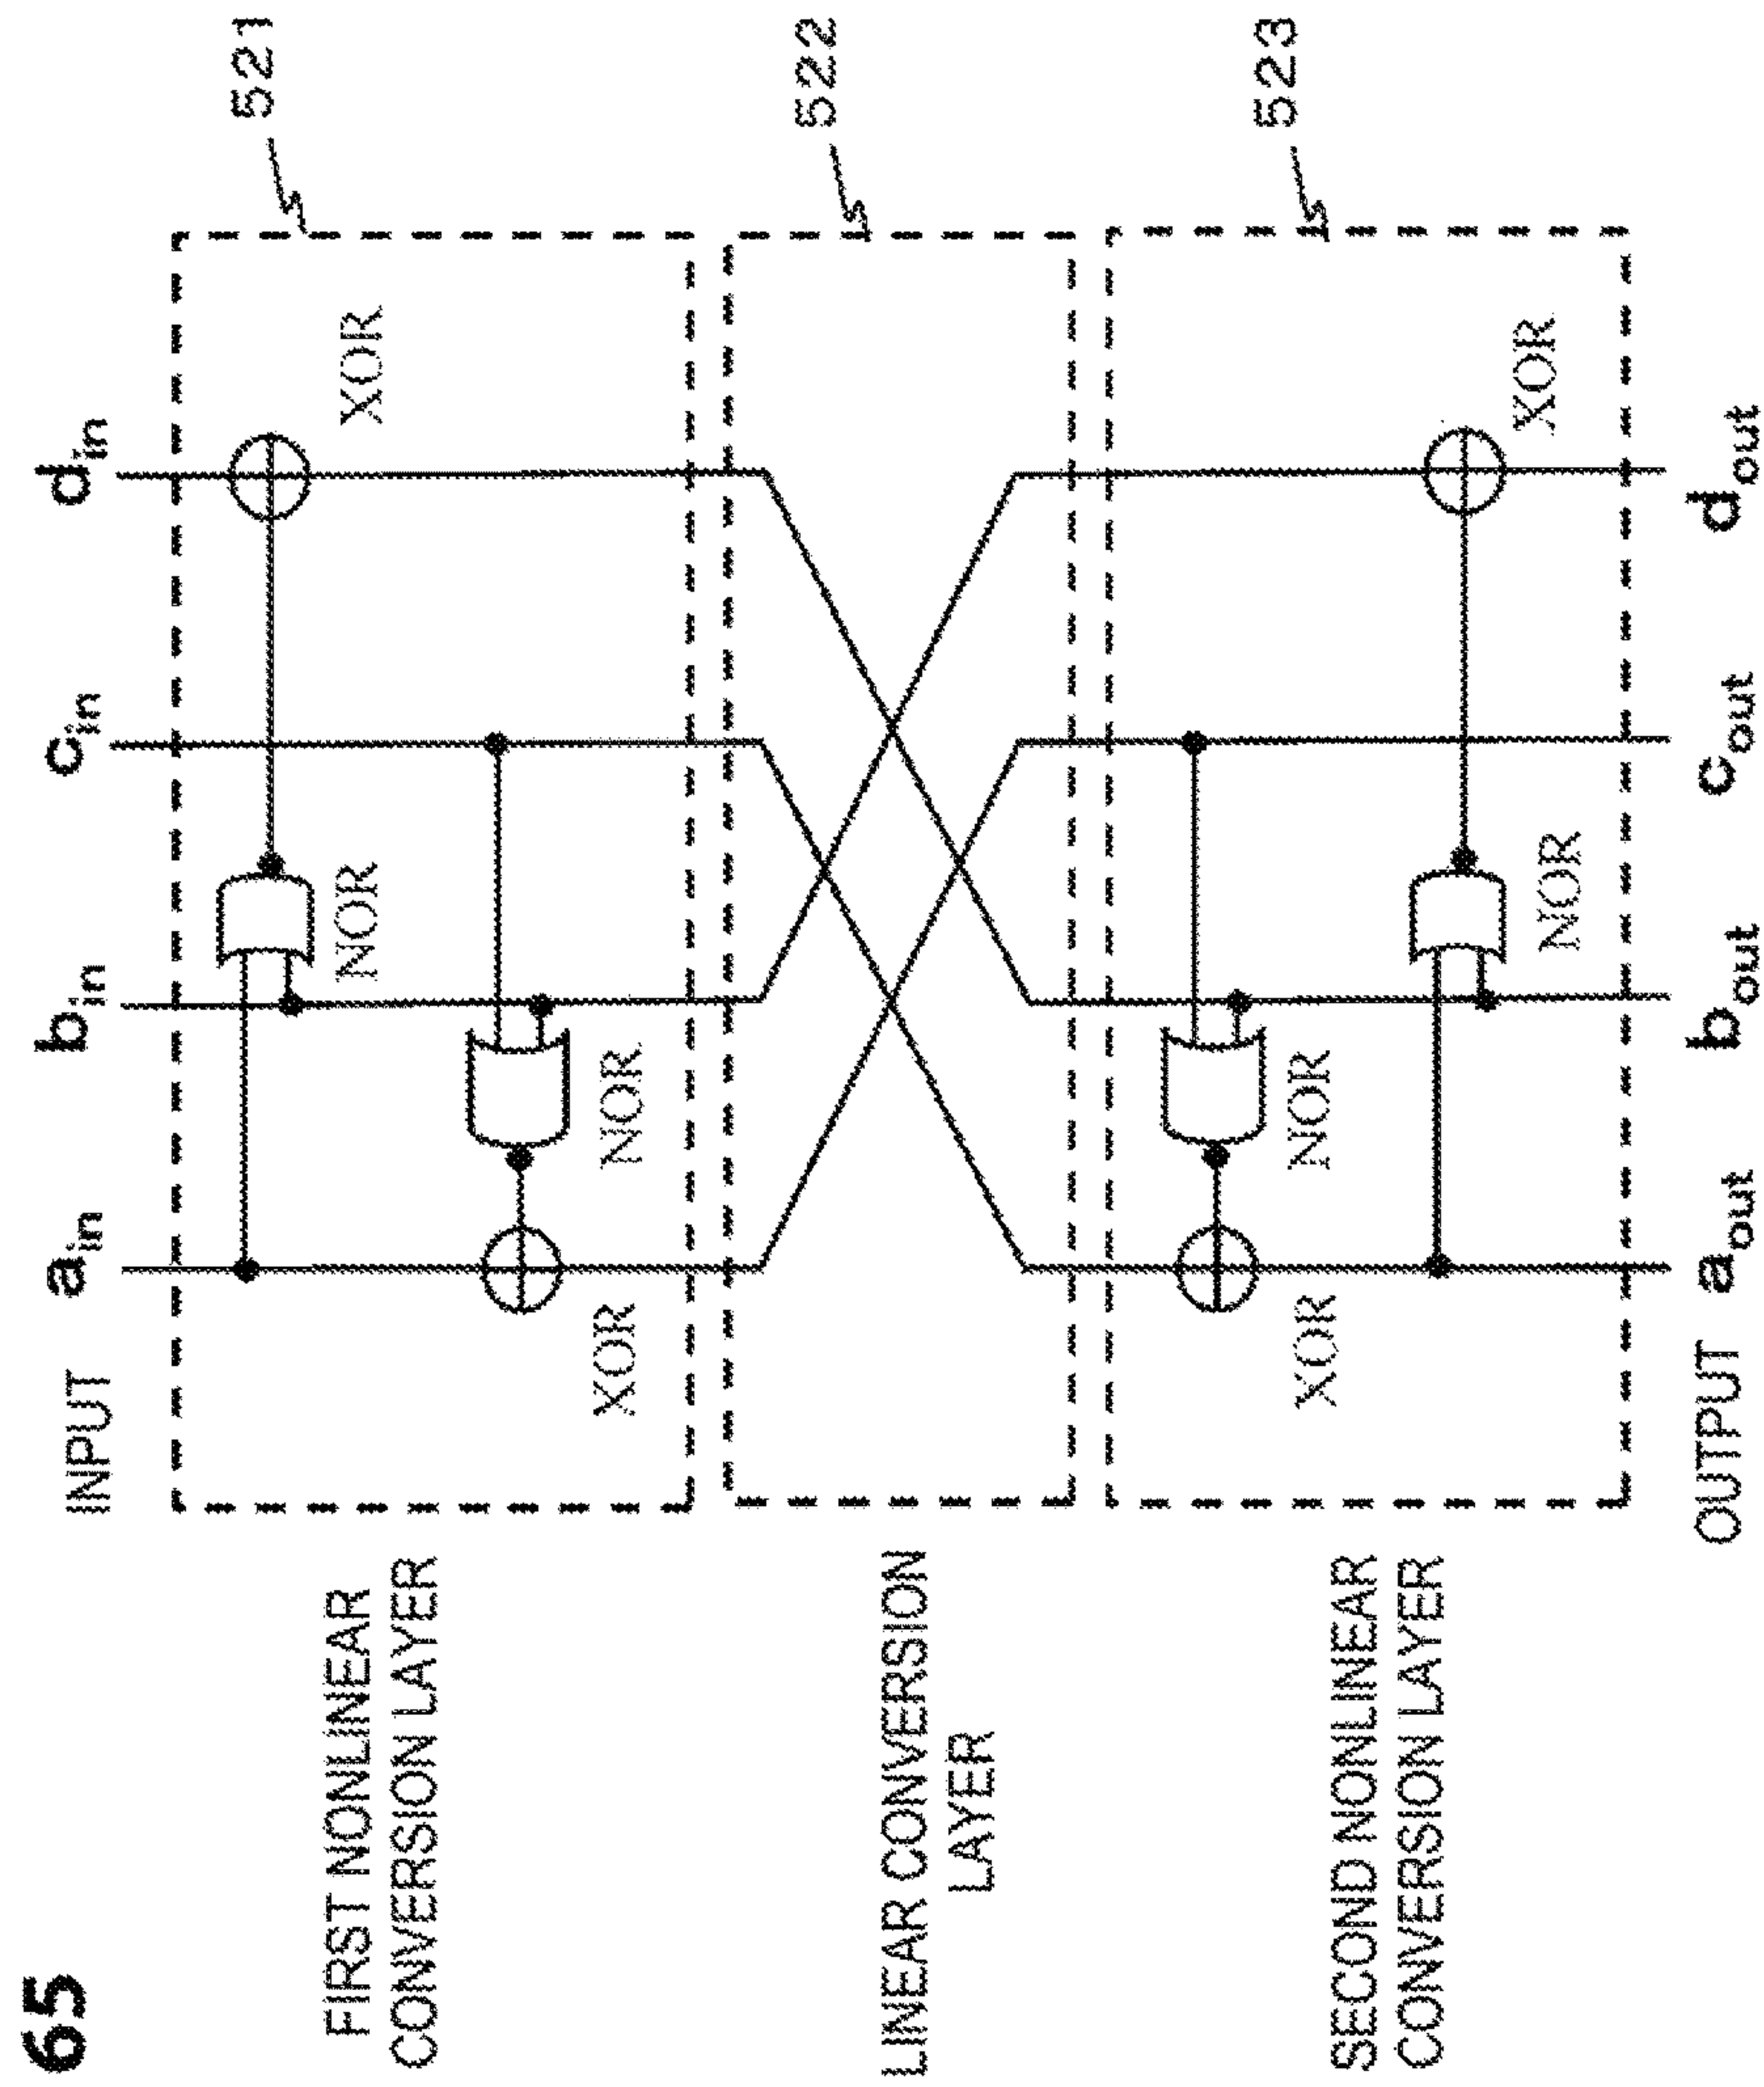 65
INPUT
a_in
b_in
c_in
d_in
FIRST NONLINEAR
CONVERSION LAYER
NOR
XOR
XOR
NOR
521
LINEAR CONVERSION
LAYER
522
SECOND NONLINEAR
CONVERSION LAYER
XOR
NOR
NOR
XOR
523
OUTPUT
a_out
b_out
c_out
d_out